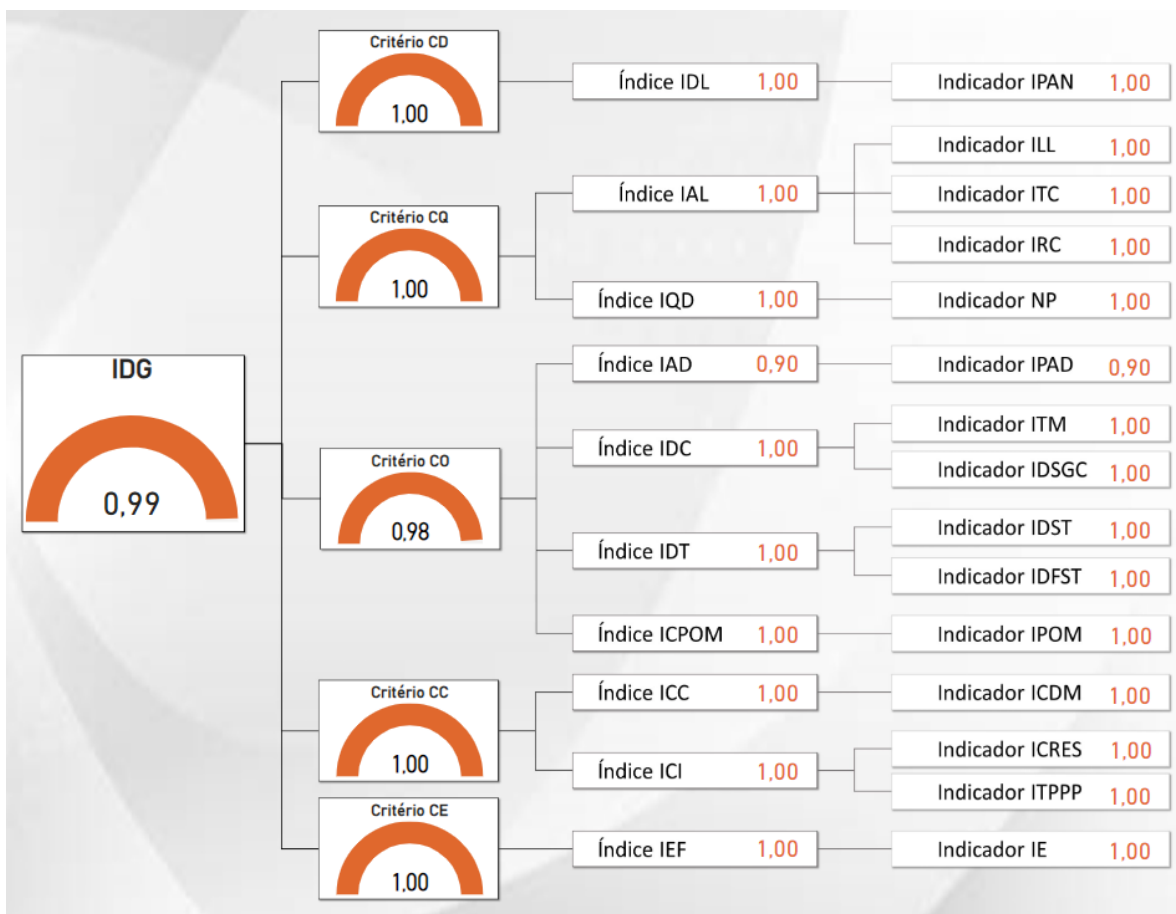 Critério CD
1,00
Índice IDL 1,00
Indicador IPAN 1,00
Indicador ILL 1,00
Critério CQ
1,00
Índice IAL 1,00
Indicador ITC 1,00
Indicador IRC 1,00
Índice IQD 1,00
Indicador NP 1,00
IDG
0,99
Critério CO
0,98
Índice IAD 0,90
Indicador IPAD 0,90
Índice IDC 1,00
Indicador ITM 1,00
Indicador IDSGC 1,00
Índice IDT 1,00
Indicador IDST 1,00
Indicador IDFST 1,00
Índice ICPOM 1,00
Indicador IPOM 1,00
Critério CC
1,00
Índice ICC 1,00
Indicador ICDM 1,00
Índice ICI 1,00
Indicador ICRES 1,00
Indicador ITPPP 1,00
Critério CE
1,00
Índice IEF 1,00
Indicador IE 1,00